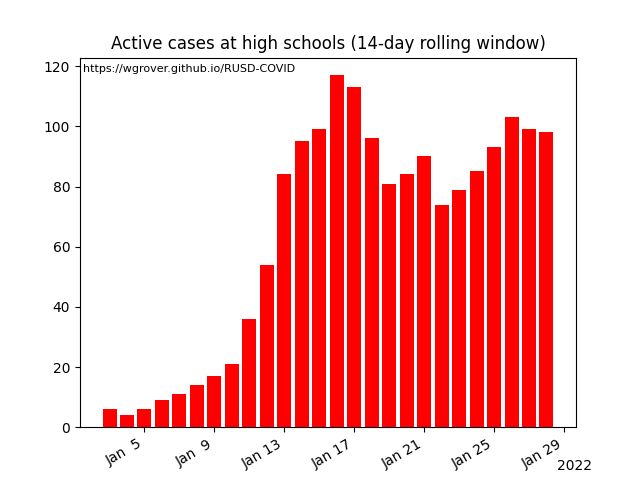 Active cases at high schools (14-day rolling window)
https://wgrover.github.io/RUSD-COVID
120
100
80
60
40
20
0
Jan 5
Jan 9
Jan 13
Jan 17
Jan 21
Jan 25
Jan 29
2022